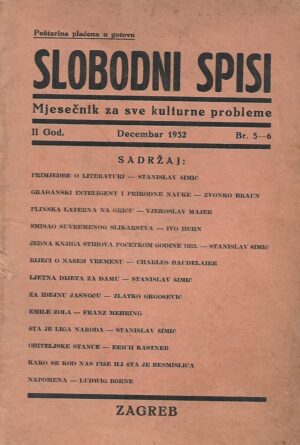 Poštarina plaćena u gotovu
SLOBODNI SPISI
Mjesečnik za sve kulturne probleme
II God. Decembar 1932 Br. 5—6
SADRŽAJ:
PRIMJEDBE O LITERATURI — STANISLAV ŠIMIĆ
GRAĐANSKI INTELIGENT I PRIRODNE NAUKE — ZVONKO BRAUN
PLINSKA LATERNA NA GRIČU — VJEKOSLAV MAJER
SMISAO SUVREMENOG SLIKARSTVA — IVO HUHN
JEDNA KNJIGA STIHOVA POČETKOM GODINE 1932. — STANISLAV ŠIMIĆ
RIJEČI O NAŠEM VREMENU — CHARLES BAUDELAIRE
LJETNA DIJETA ZA DAMU — STANISLAV ŠIMIĆ
ZA IDEJNU JASNOĆU — ZLATKO GRGOŠEVIĆ
EMILE ZOLA — FRANZ MEHRING
ŠTA JE LIGA NARODA — STANISLAV ŠIMIĆ
OBITELJSKE STANCE — ERICH KÄSTNER
KAKO SE KOD NAS PIŠE ILI ŠTA JE BESMISLICA
NAPOMENA — LUDWIG BÖRNE
ZAGREB